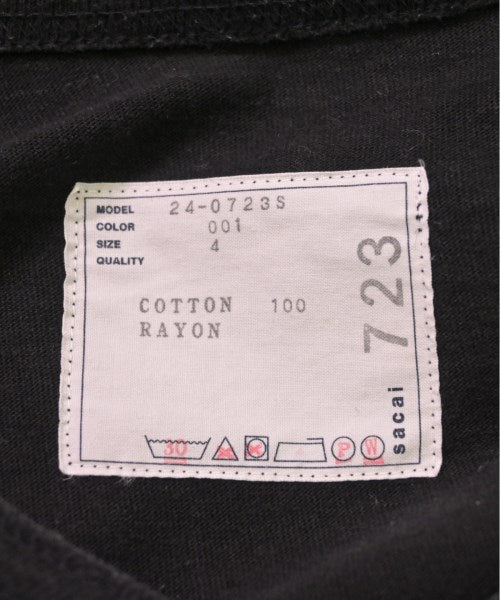 MODEL 24-0723S
COLOR 001
SIZE 4
QUALITY
COTTON 100
RAYON
30 P W
723
sacai